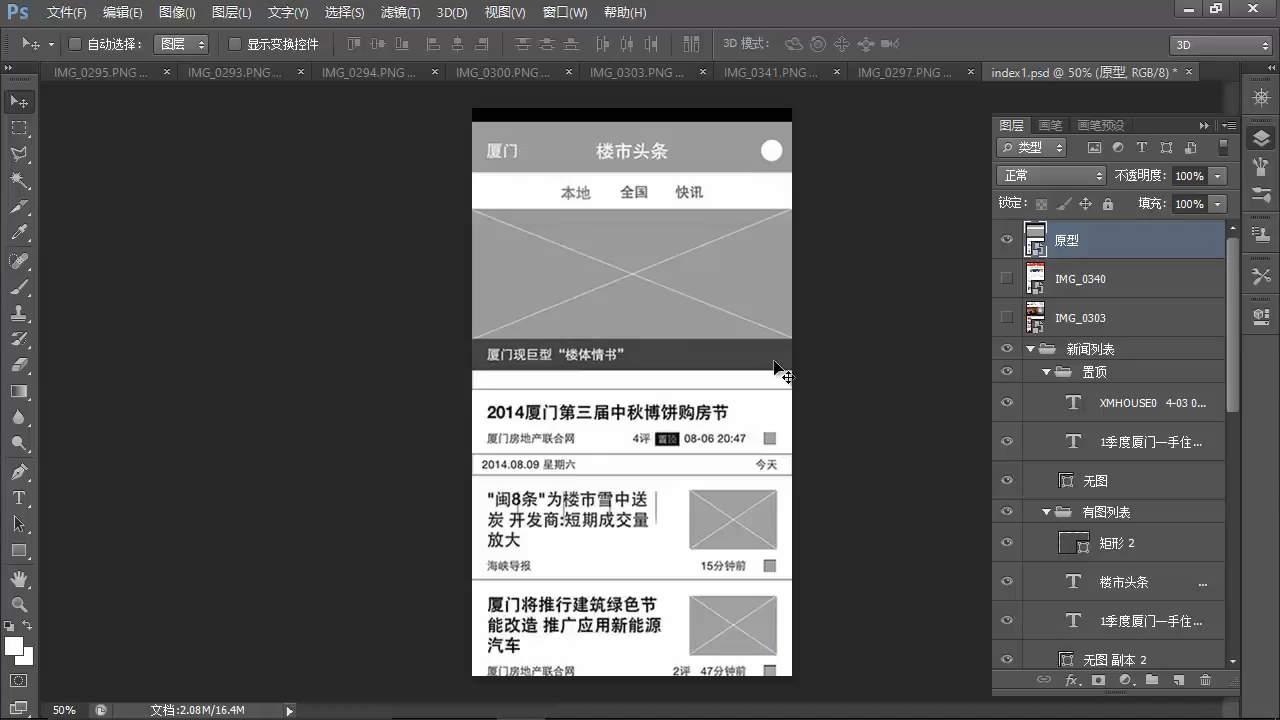 Ps 文件(F) 编辑(E) 图像(I) 图层(L) 文字(Y) 选择(S) 滤镜(T) 3D(D) 视图(V) 窗口(W) 帮助(H)
自动选择: 图层 显示变换控件 3D 模式: 3D
IMG_0295.PNG ... × IMG_0293.PNG ... × IMG_0294.PNG ... × IMG_0300.PNG ... × IMG_0303.PNG ... × IMG_0341.PNG ... × IMG_0297.PNG ... × index1.psd @ 50% (原型, RGB/8) * ×
厦门 楼市头条
本地 全国 快讯
厦门现巨型“楼体情书”
2014厦门第三届中秋博饼购房节
厦门房地产联合网 4评 置顶 08-06 20:47
2014.08.09 星期六 今天
"闽8条"为楼市雪中送
炭 开发商:短期成交量
放大
海峡导报 15分钟前
厦门将推行建筑绿色节
能改造 推广应用新能源
汽车
厦门房地产联合网 2评 47分钟前
图层 画笔 画笔预设
类型
正常 不透明度: 100%
锁定: 填充: 100%
原型
IMG_0340
IMG_0303
新闻列表
置顶
XMHOUSE0 4-03 0...
1季度厦门一手住...
无图
有图列表
矩形 2
楼市头条 ...
1季度厦门一手住...
无图 副本 2
50% 文档:2.08M/16.4M